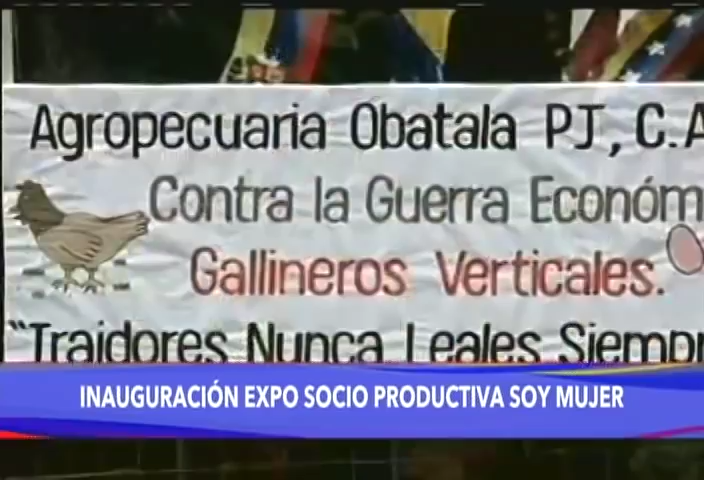 Agropecuaria Obatala PJ, C.A
Contra la Guerra Económ
Gallineros Verticales.
"Traidores Nunca Leales Siempr
INAUGURACIÓN EXPO SOCIO PRODUCTIVA SOY MUJER